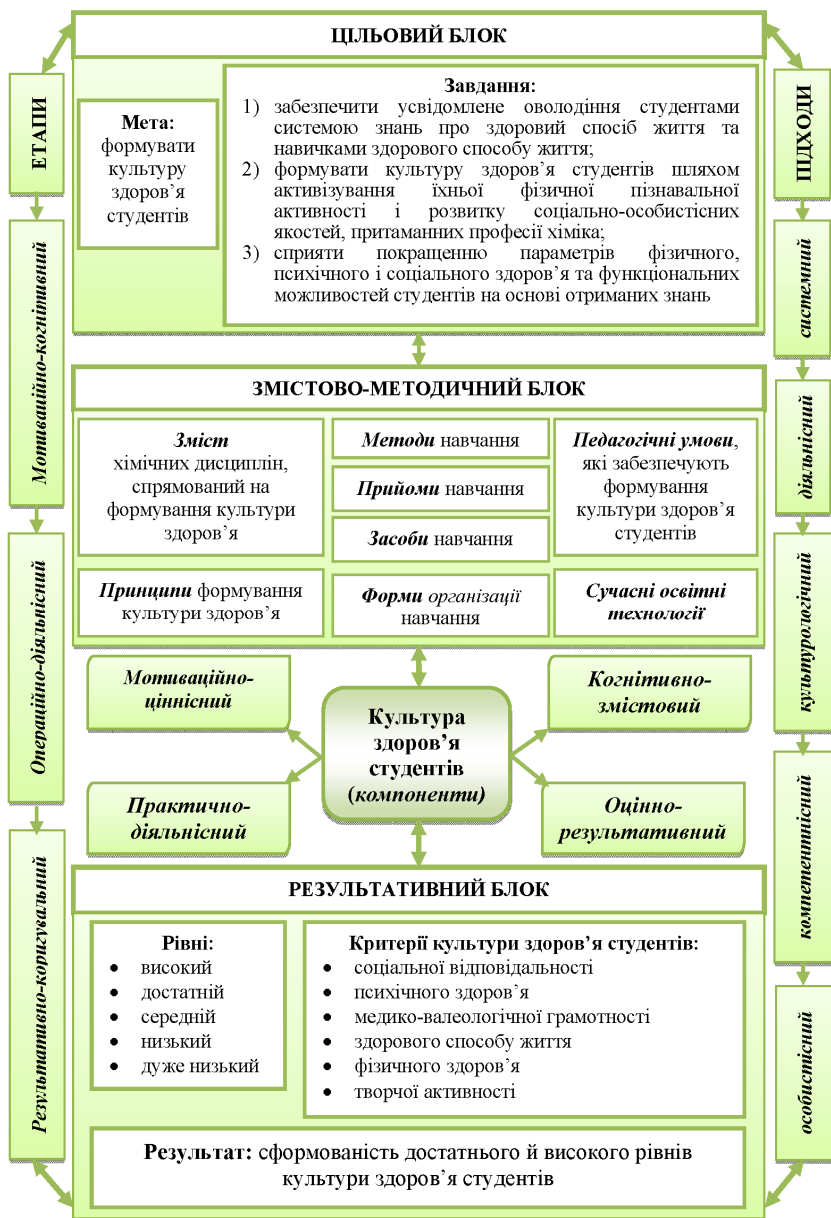 ЦІЛЬОВИЙ БЛОК
ЕТАПИ
Мотиваційно-когнітивний
Операційно-діяльнісний
Результативно-коригувальний
Мета:
формувати
культуру
здоров’я
студентів
Завдання:
1) забезпечити усвідомлене оволодіння студентами
системою знань про здоровий спосіб життя та
навичками здорового способу життя;
2) формувати культуру здоров’я студентів шляхом
активізування їхньої фізичної пізнавальної
активності і розвитку соціально-особистісних
якостей, притаманних професії хіміка;
3) сприяти покращенню параметрів фізичного,
психічного і соціального здоров’я та функціональних
можливостей студентів на основі отриманих знань
ПІДХОДИ
системний
діяльнісний
культурологічний
компетентнісний
особистісний
ЗМІСТОВО-МЕТОДИЧНИЙ БЛОК
Зміст
хімічних дисциплін,
спрямований на
формування культури
здоров’я
Принципи формування
культури здоров’я
Методи навчання
Прийоми навчання
Засоби навчання
Форми організації
навчання
Педагогічні умови,
які забезпечують
формування
культури здоров’я
студентів
Сучасні освітні
технології
Мотиваційно-
ціннісний
Когнітивно-
змістовий
Культура
здоров’я
студентів
(компоненти)
Практично-
діяльнісний
Оцінно-
результативний
РЕЗУЛЬТАТИВНИЙ БЛОК
Рівні:
• високий
• достатній
• середній
• низький
• дуже низький
Критерії культури здоров’я студентів:
• соціальної відповідальності
• психічного здоров’я
• медико-валеологічної грамотності
• здорового способу життя
• фізичного здоров’я
• творчої активності
Результат: сформованість достатнього й високого рівнів
культури здоров’я студентів